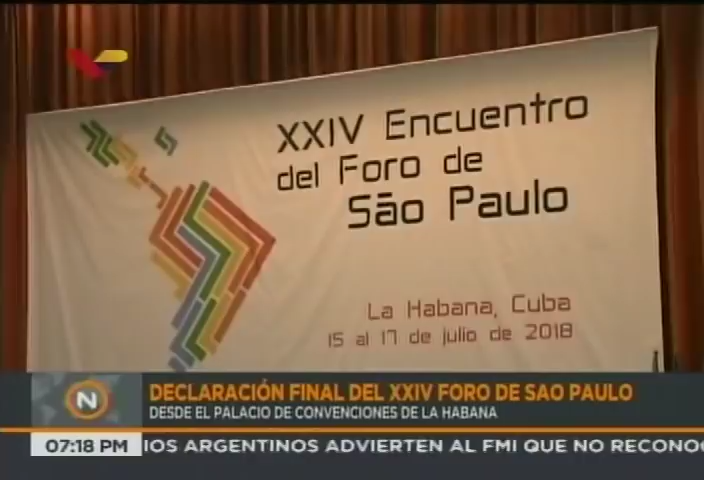 XXIV Encuentro
del Foro de
São Paulo
La Habana, Cuba
15 al 17 de julio de 2018
N
DECLARACIÓN FINAL DEL XXIV FORO DE SAO PAULO
DESDE EL PALACIO DE CONVENCIONES DE LA HABANA
07:18 PM
IOS ARGENTINOS ADVIERTEN AL FMI QUE NO RECONO